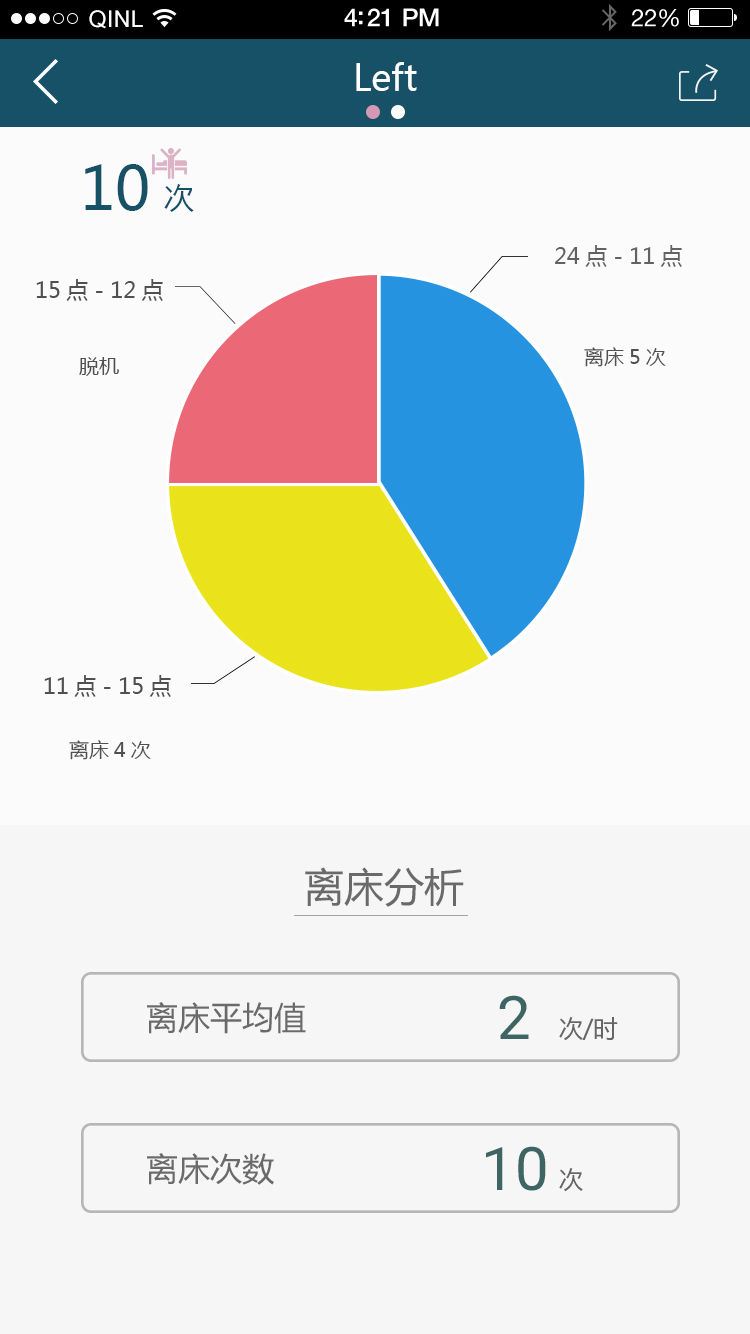 QINL 4:21 PM 22%
Left
10 次
24 点 - 11 点
15 点 - 12 点
离床 5 次
脱机
11 点 - 15 点
离床 4 次
离床分析
离床平均值 2 次/时
离床次数 10 次